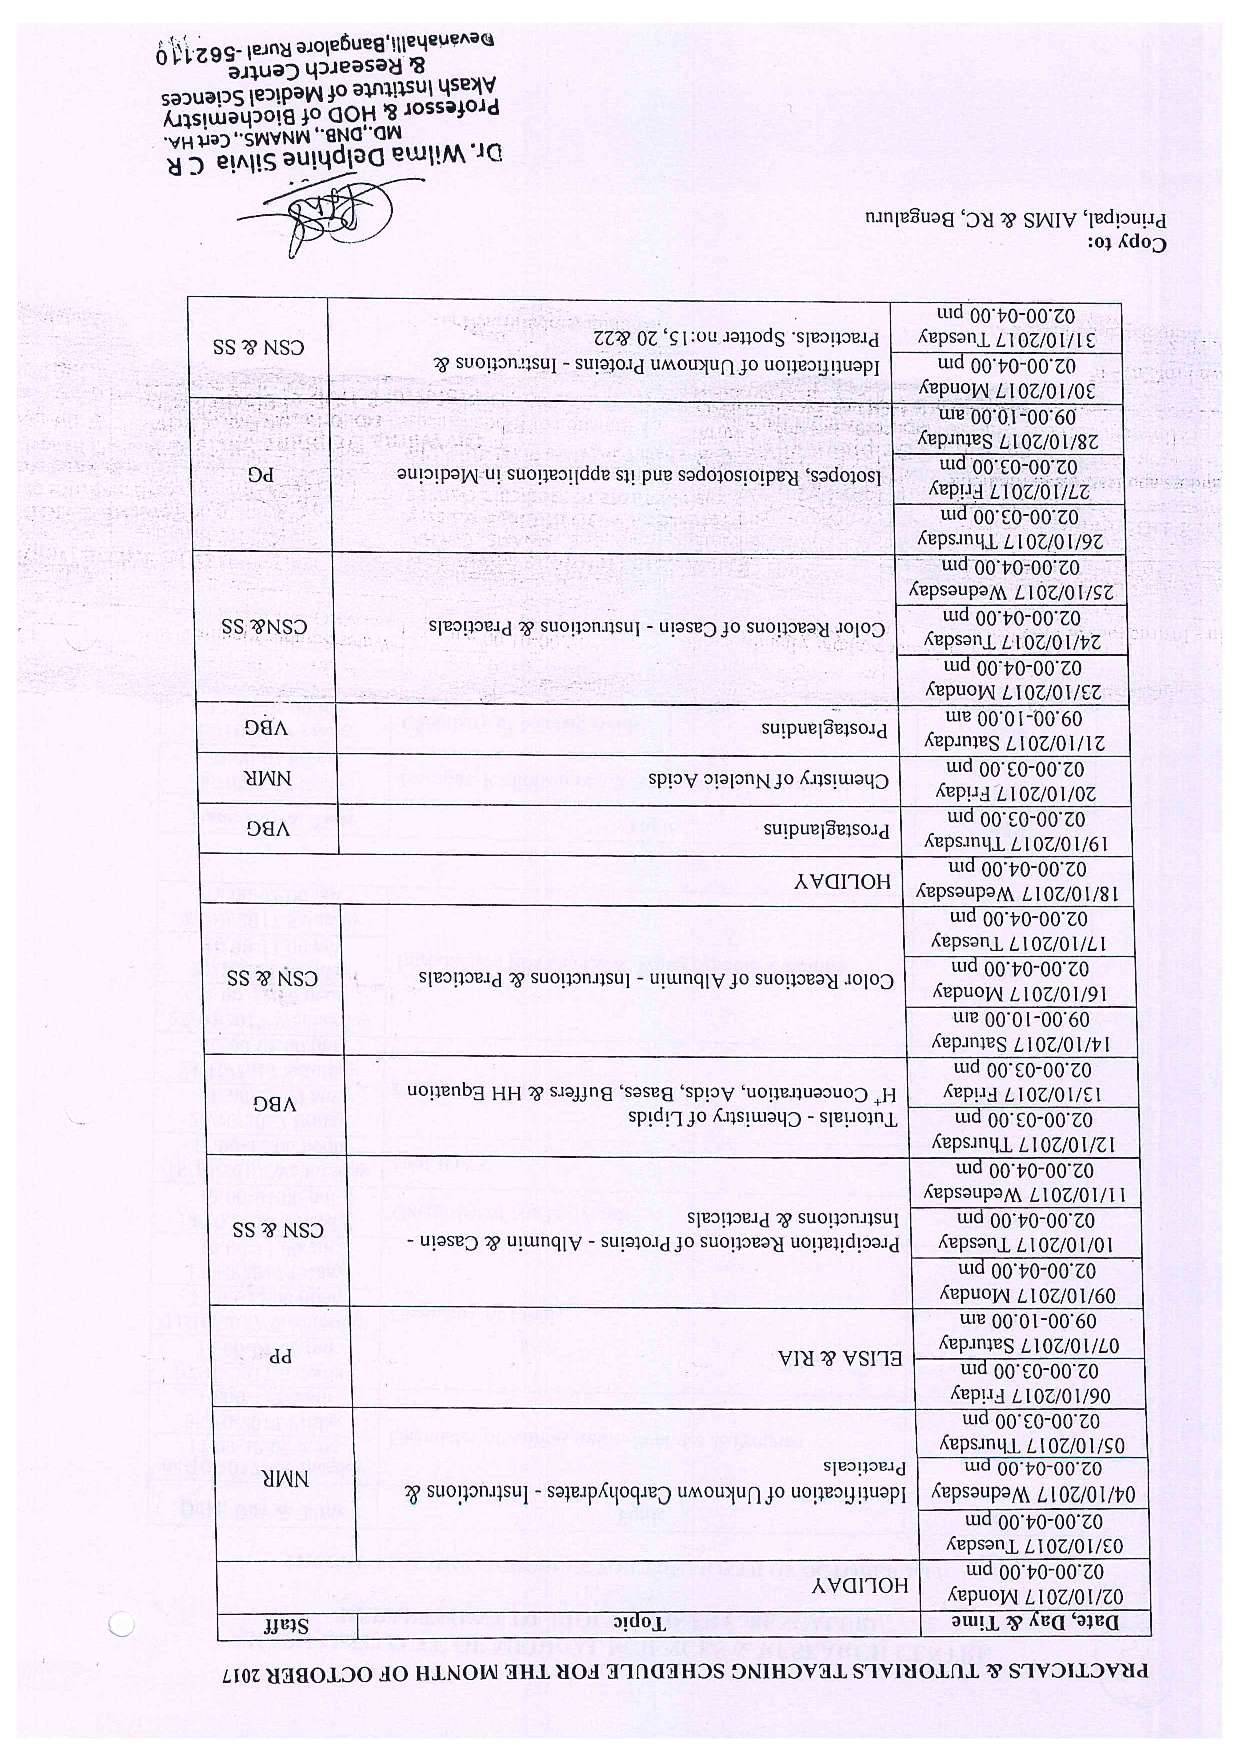 PRACTICALS & TUTORIALS TEACHING SCHEDULE FOR THE MONTH OF OCTOBER 2017
Date, Day & Time Topic Staff
02/10/2017 Monday
02.00-04.00 pm
HOLIDAY
03/10/2017 Tuesday
02.00-04.00 pm
04/10/2017 Wednesday
02.00-04.00 pm
05/10/2017 Thursday
02.00-03.00 pm
Identification of Unknown Carbohydrates - Instructions &
Practicals
NMR
06/10/2017 Friday
02.00-03.00 pm
07/10/2017 Saturday
09.00-10.00 am
ELISA & RIA
PP
09/10/2017 Monday
02.00-04.00 pm
10/10/2017 Tuesday
02.00-04.00 pm
11/10/2017 Wednesday
02.00-04.00 pm
Precipitation Reactions of Proteins - Albumin & Casein -
Instructions & Practicals
CSN & SS
12/10/2017 Thursday
02.00-03.00 pm
13/10/2017 Friday
02.00-03.00 pm
Tutorials - Chemistry of Lipids
H⁺ Concentration, Acids, Bases, Buffers & HH Equation
VBG
14/10/2017 Saturday
09.00-10.00 am
16/10/2017 Monday
02.00-04.00 pm
17/10/2017 Tuesday
02.00-04.00 pm
Color Reactions of Albumin - Instructions & Practicals
CSN & SS
18/10/2017 Wednesday
02.00-04.00 pm
HOLIDAY
19/10/2017 Thursday
02.00-03.00 pm
Prostaglandins
VBG
20/10/2017 Friday
02.00-03.00 pm
Chemistry of Nucleic Acids
NMR
21/10/2017 Saturday
09.00-10.00 am
Prostaglandins
VBG
23/10/2017 Monday
02.00-04.00 pm
24/10/2017 Tuesday
02.00-04.00 pm
25/10/2017 Wednesday
02.00-04.00 pm
Color Reactions of Casein - Instructions & Practicals
CSN& SS
26/10/2017 Thursday
02.00-03.00 pm
27/10/2017 Friday
02.00-03.00 pm
28/10/2017 Saturday
09.00-10.00 am
Isotopes, Radioisotopes and its applications in Medicine
PG
30/10/2017 Monday
02.00-04.00 pm
31/10/2017 Tuesday
02.00-04.00 pm
Identification of Unknown Proteins - Instructions &
Practicals. Spotter no:15, 20 &22
CSN & SS
Copy to:
Principal, AIMS & RC, Bengaluru
Dr. Wilma Delphine Silvia C R
MD.,DNB., MNAMS., Cert HA.
Professor & HOD of Biochemistry
Akash Institute of Medical Sciences
& Research Centre
Devanahalli,Bangalore Rural -562110